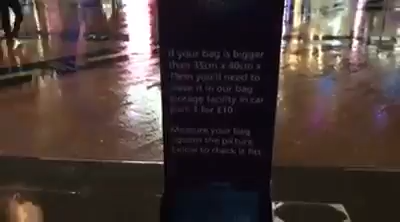 If your bag is bigger
than 35cm x 40cm x
19cm you'll need to
leave it in our bag
storage facility in car
park 1 for £10
Measure your bag
against the picture
below to check it fits